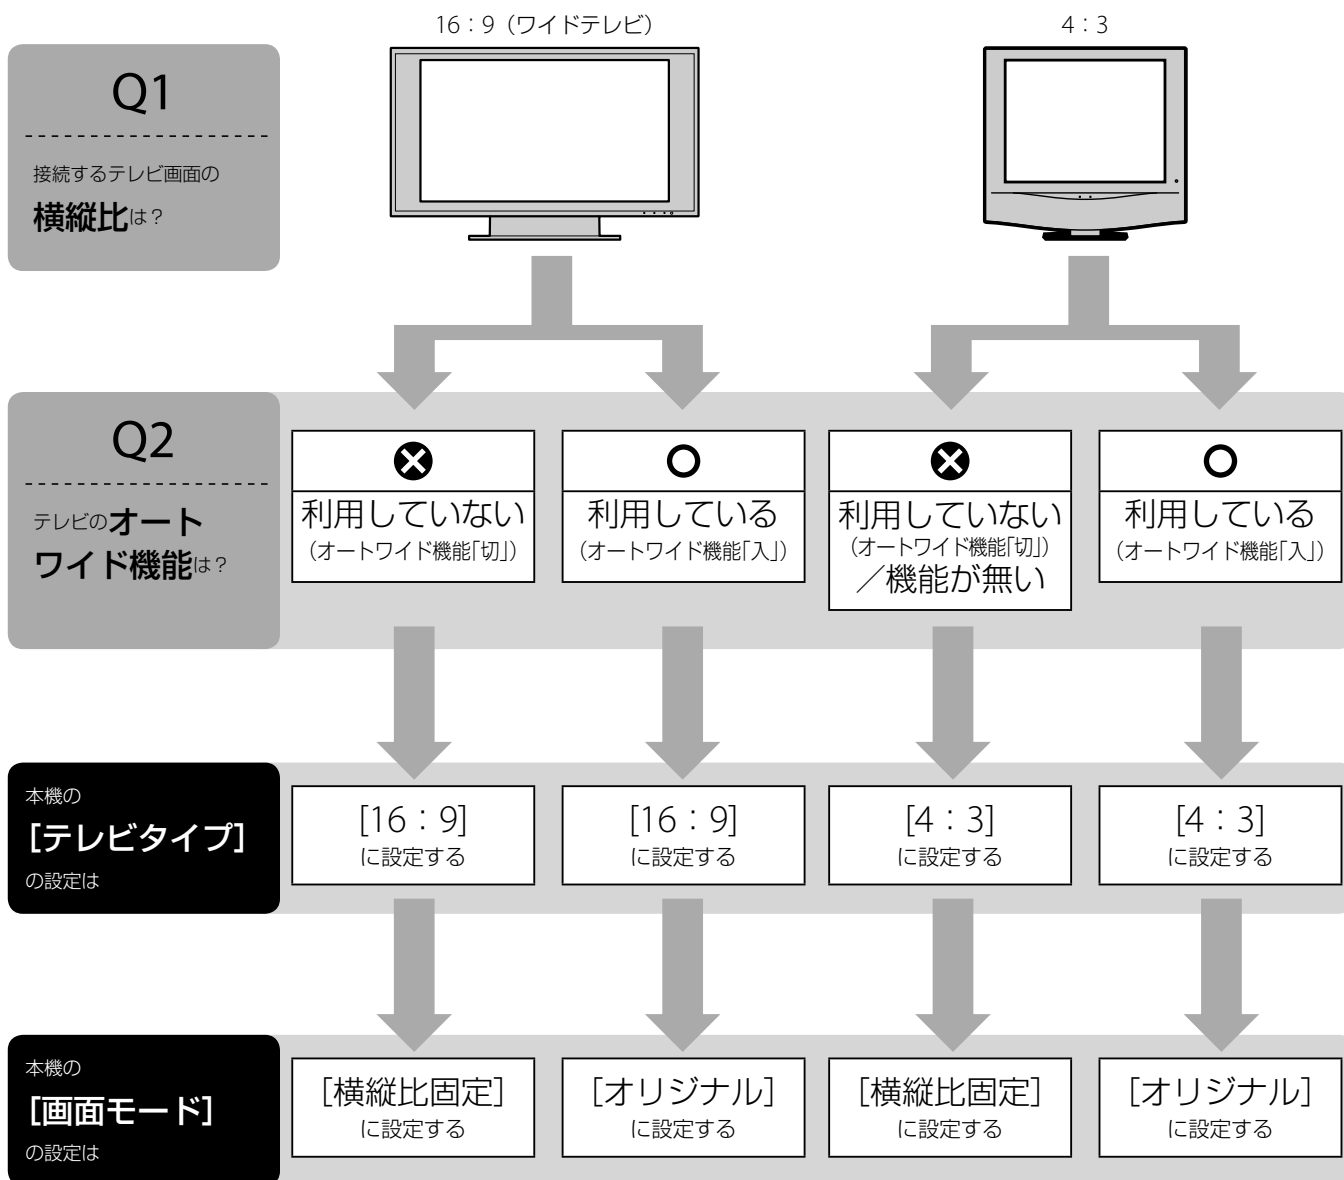 16：9（ワイドテレビ）
4：3
Q1
接続するテレビ画面の
横縦比は？
Q2
テレビのオート
ワイド機能は？
利用していない
（オートワイド機能「切」）
利用している
（オートワイド機能「入」）
利用していない
（オートワイド機能「切」）
／機能が無い
利用している
（オートワイド機能「入」）
本機の
［テレビタイプ］
の設定は
［16：9］
に設定する
［16：9］
に設定する
［4：3］
に設定する
［4：3］
に設定する
本機の
［画面モード］
の設定は
［横縦比固定］
に設定する
［オリジナル］
に設定する
［横縦比固定］
に設定する
［オリジナル］
に設定する